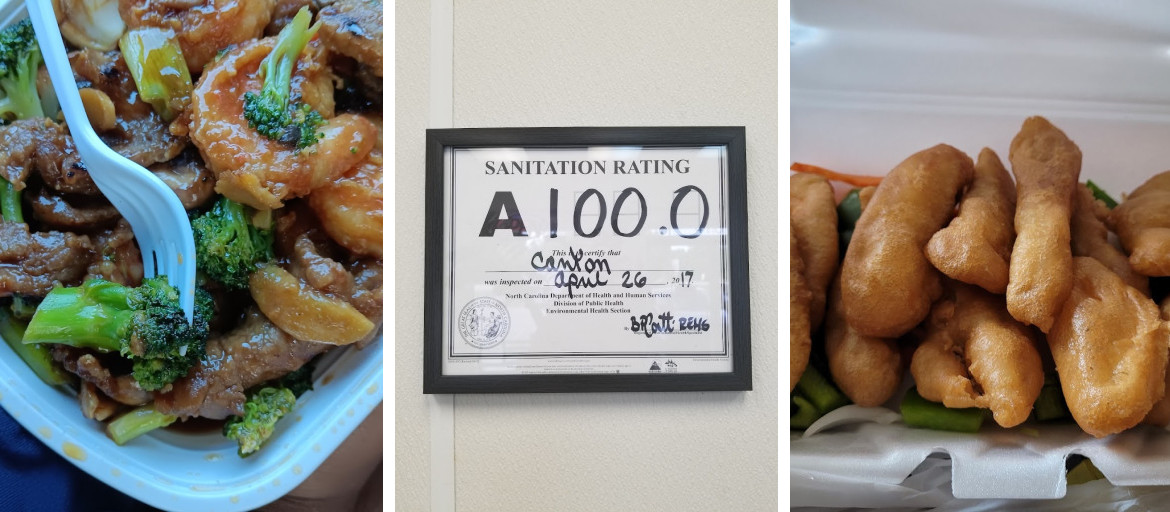 SANITATION RATING
A 100.0
This is to certify that
Canton
was inspected on April 26, 2017
North Carolina Department of Health and Human Services
Division of Public Health
Environmental Health Section
By
REHS